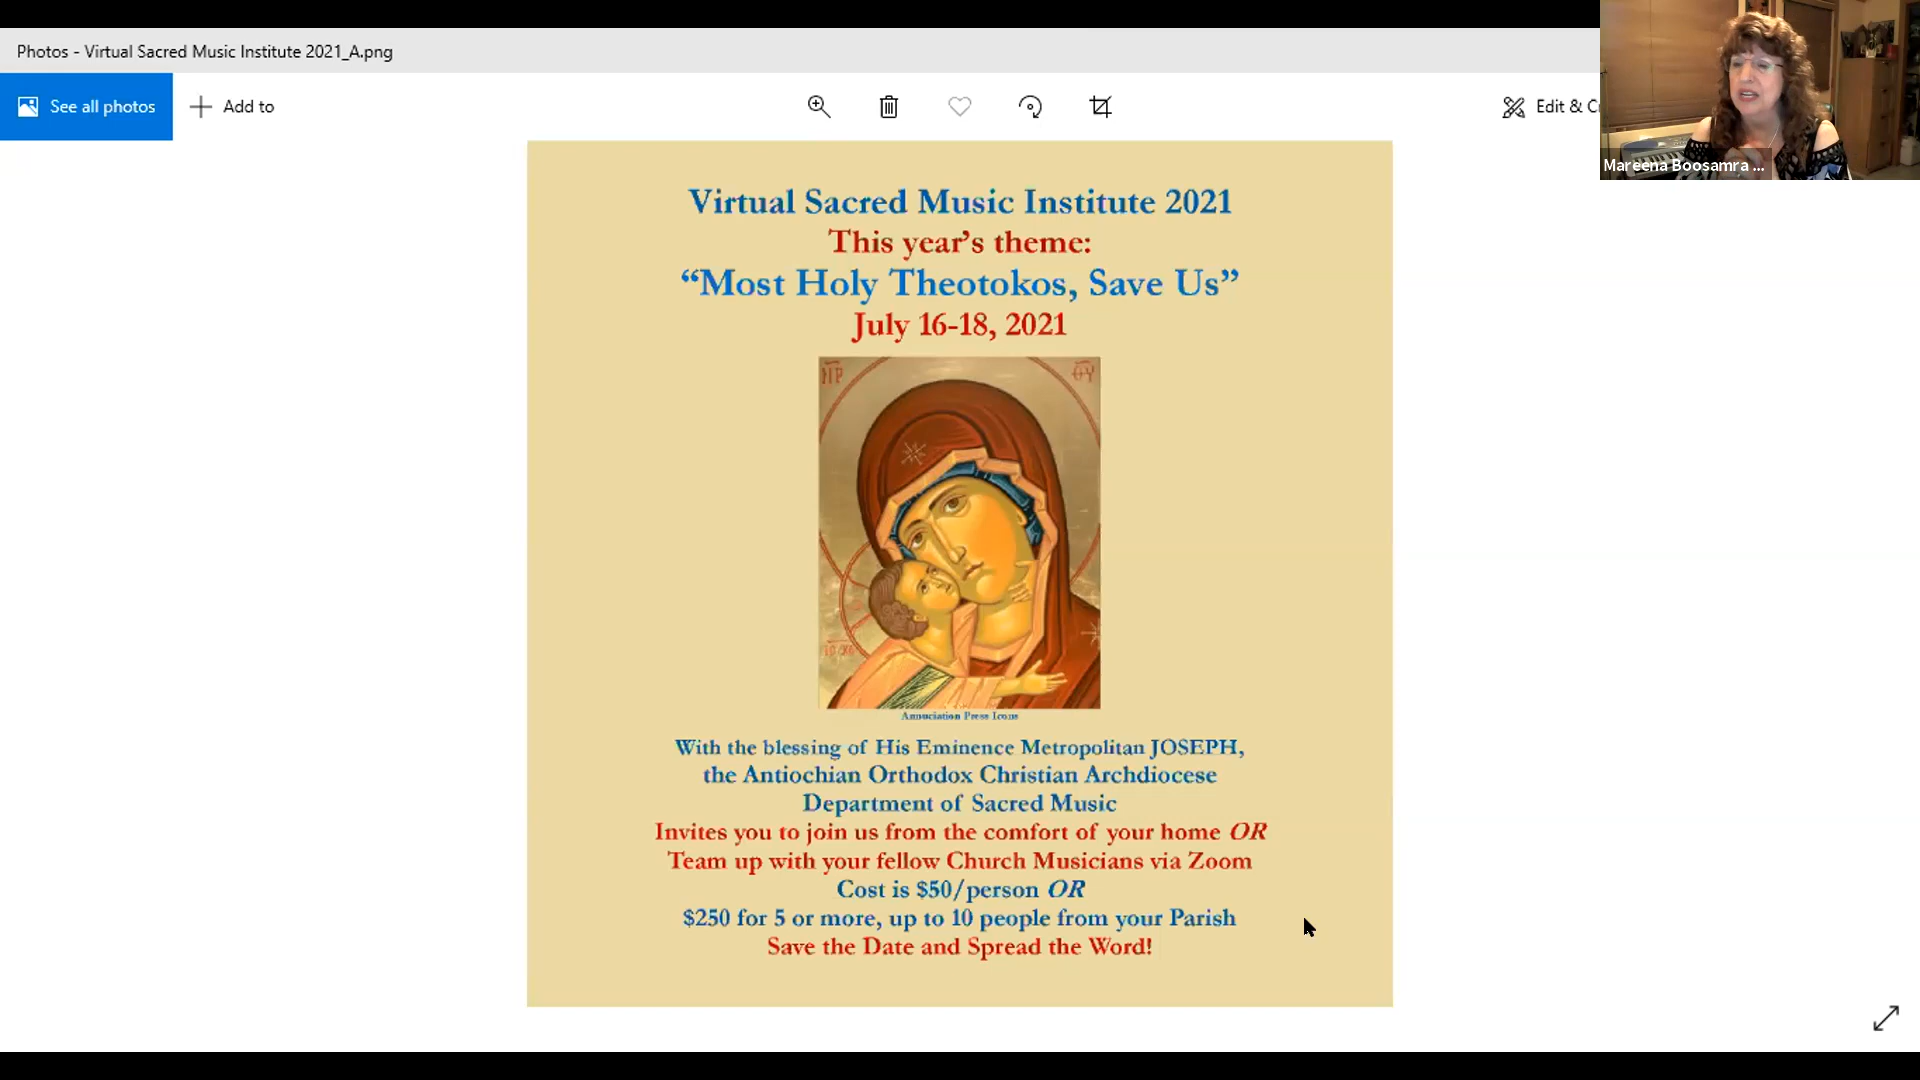 Photos - Virtual Sacred Music Institute 2021_A.png
See all photos
Add to
Edit & C
Mareena Boosamra ...
Virtual Sacred Music Institute 2021
This year's theme:
“Most Holy Theotokos, Save Us”
July 16-18, 2021
ΘΥ
Annuciation Press Icons
With the blessing of His Eminence Metropolitan JOSEPH,
the Antiochian Orthodox Christian Archdiocese
Department of Sacred Music
Invites you to join us from the comfort of your home OR
Team up with your fellow Church Musicians via Zoom
Cost is $50/person OR
$250 for 5 or more, up to 10 people from your Parish
Save the Date and Spread the Word!